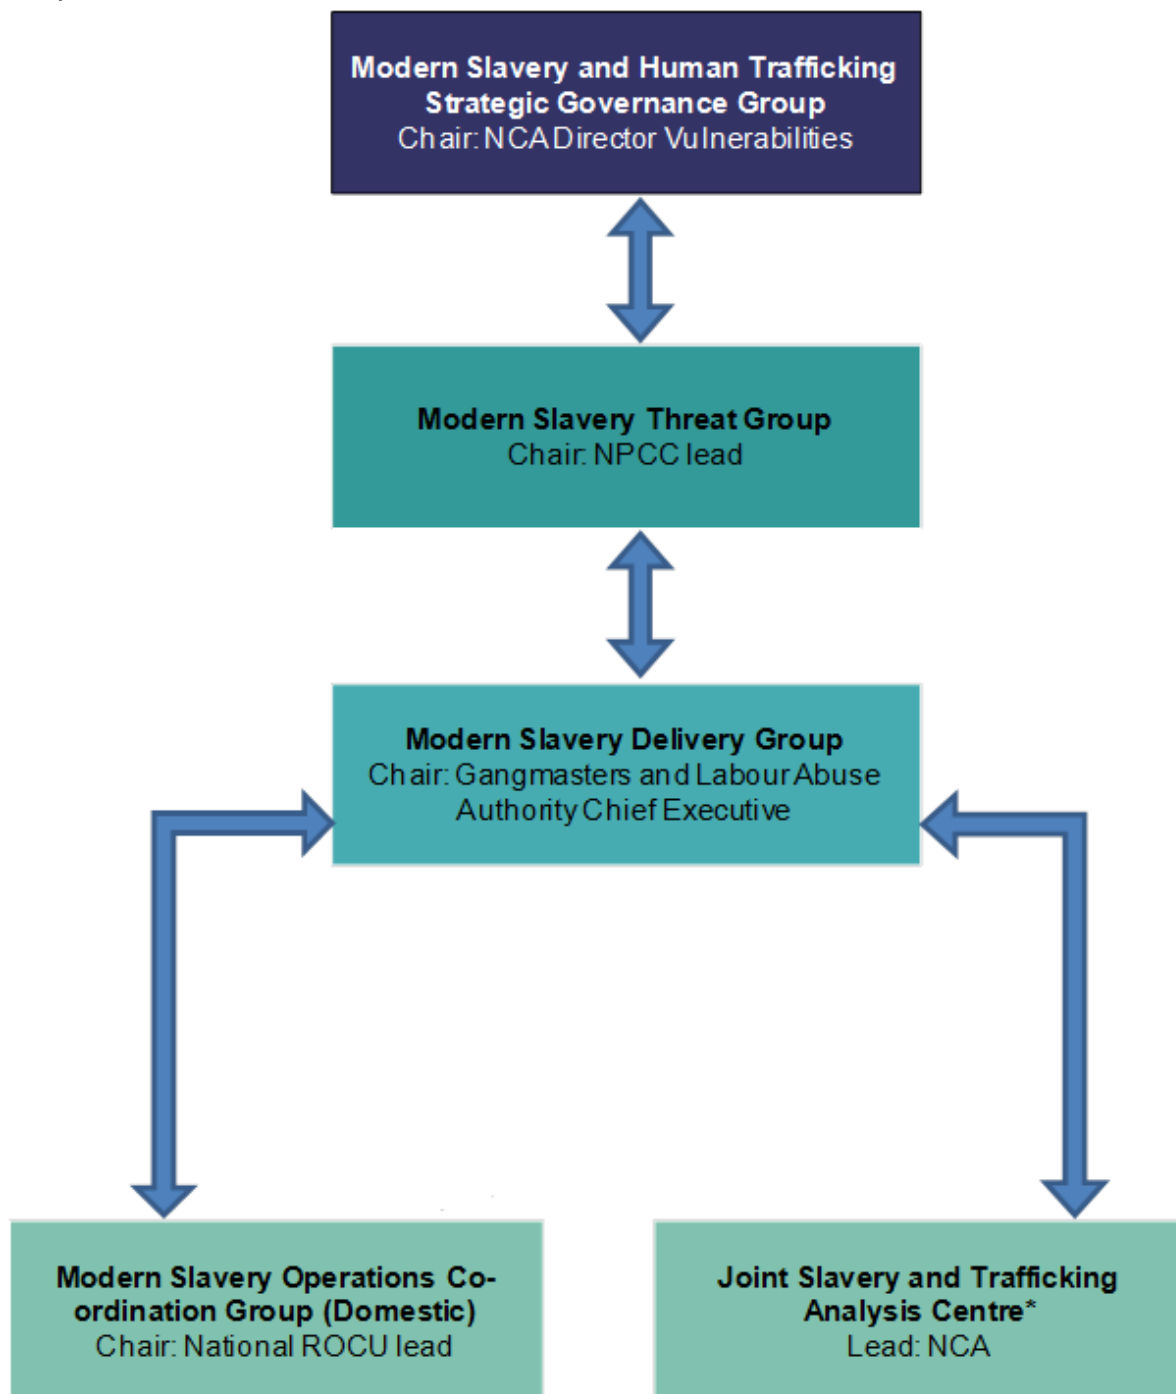 Modern Slavery and Human Trafficking
Strategic Governance Group
Chair: NCA Director Vulnerabilities
Modern Slavery Threat Group
Chair: NPCC lead
Modern Slavery Delivery Group
Chair: Gangmasters and Labour Abuse
Authority Chief Executive
Modern Slavery Operations Co-
ordination Group (Domestic)
Chair: National ROCU lead
Joint Slavery and Trafficking
Analysis Centre*
Lead: NCA